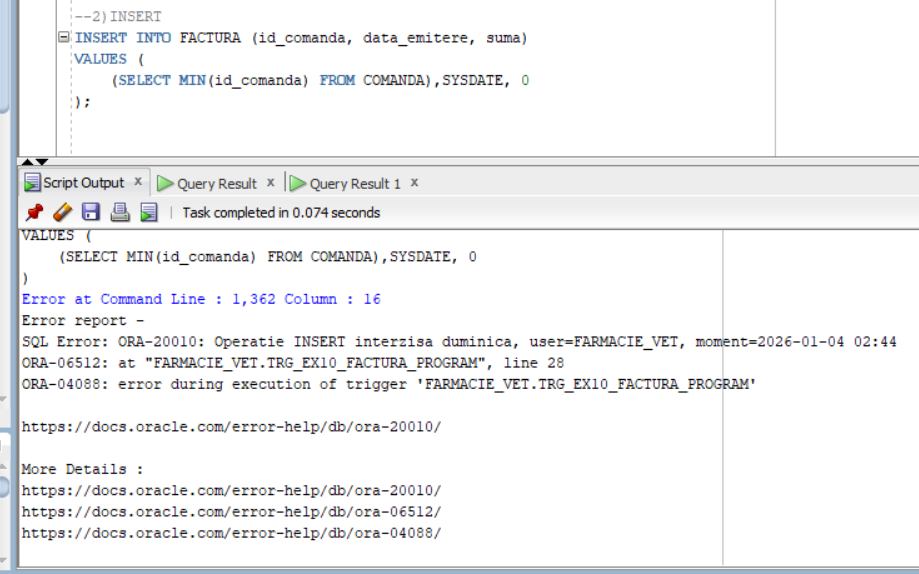 --2)INSERT
INSERT INTO FACTURA (id_comanda, data_emitere, suma)
VALUES (
(SELECT MIN(id_comanda) FROM COMANDA),SYSDATE, 0
);
Script Output x Query Result x Query Result 1 x
Task completed in 0.074 seconds
VALUES (
(SELECT MIN(id_comanda) FROM COMANDA),SYSDATE, 0
)
Error at Command Line : 1,362 Column : 16
Error report -
SQL Error: ORA-20010: Operatie INSERT interzisa duminica, user=FARMACIE_VET, moment=2026-01-04 02:44
ORA-06512: at "FARMACIE_VET.TRG_EX10_FACTURA_PROGRAM", line 28
ORA-04088: error during execution of trigger 'FARMACIE_VET.TRG_EX10_FACTURA_PROGRAM'
https://docs.oracle.com/error-help/db/ora-20010/
More Details :
https://docs.oracle.com/error-help/db/ora-20010/
https://docs.oracle.com/error-help/db/ora-06512/
https://docs.oracle.com/error-help/db/ora-04088/